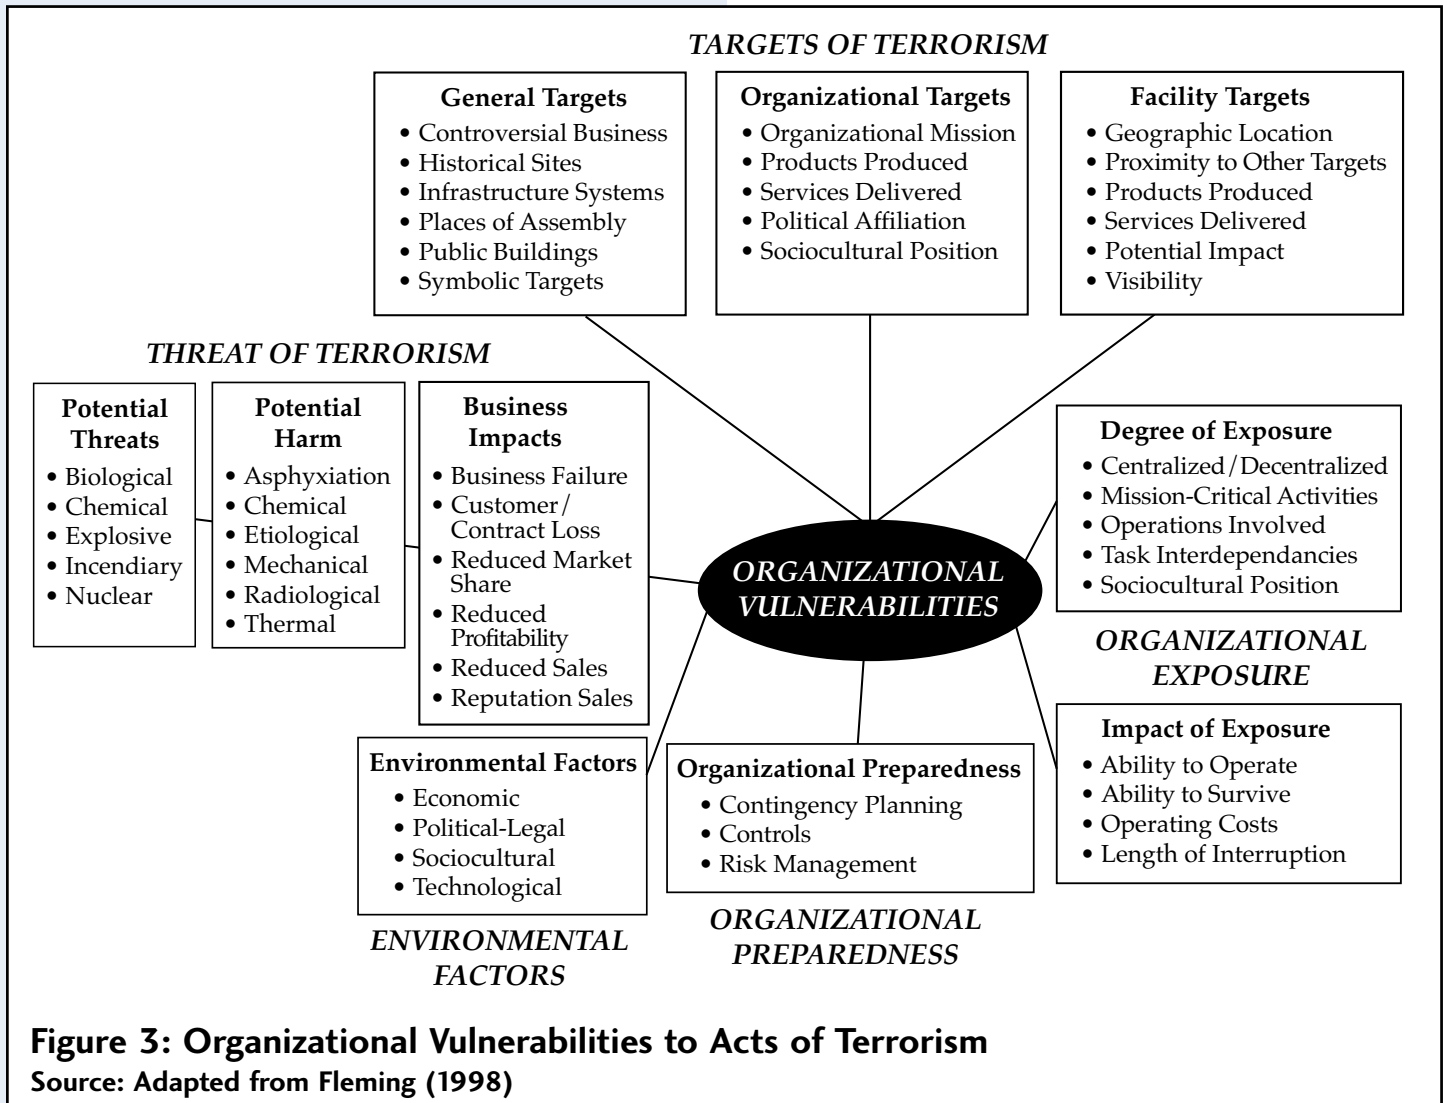 TARGETS OF TERRORISM
General Targets
• Controversial Business
• Historical Sites
• Infrastructure Systems
• Places of Assembly
• Public Buildings
• Symbolic Targets
Organizational Targets
• Organizational Mission
• Products Produced
• Services Delivered
• Political Affiliation
• Sociocultural Position
Facility Targets
• Geographic Location
• Proximity to Other Targets
• Products Produced
• Services Delivered
• Potential Impact
• Visibility
THREAT OF TERRORISM
Potential
Threats
• Biological
• Chemical
• Explosive
• Incendiary
• Nuclear
Potential
Harm
• Asphyxiation
• Chemical
• Etiological
• Mechanical
• Radiological
• Thermal
Business
Impacts
• Business Failure
• Customer/
Contract Loss
• Reduced Market
Share
• Reduced
Profitability
• Reduced Sales
• Reputation Sales
ORGANIZATIONAL
VULNERABILITIES
Degree of Exposure
• Centralized/Decentralized
• Mission-Critical Activities
• Operations Involved
• Task Interdependancies
• Sociocultural Position
ORGANIZATIONAL
EXPOSURE
Impact of Exposure
• Ability to Operate
• Ability to Survive
• Operating Costs
• Length of Interruption
Environmental Factors
• Economic
• Political-Legal
• Sociocultural
• Technological
ENVIRONMENTAL
FACTORS
Organizational Preparedness
• Contingency Planning
• Controls
• Risk Management
ORGANIZATIONAL
PREPAREDNESS
Figure 3: Organizational Vulnerabilities to Acts of Terrorism
Source: Adapted from Fleming (1998)